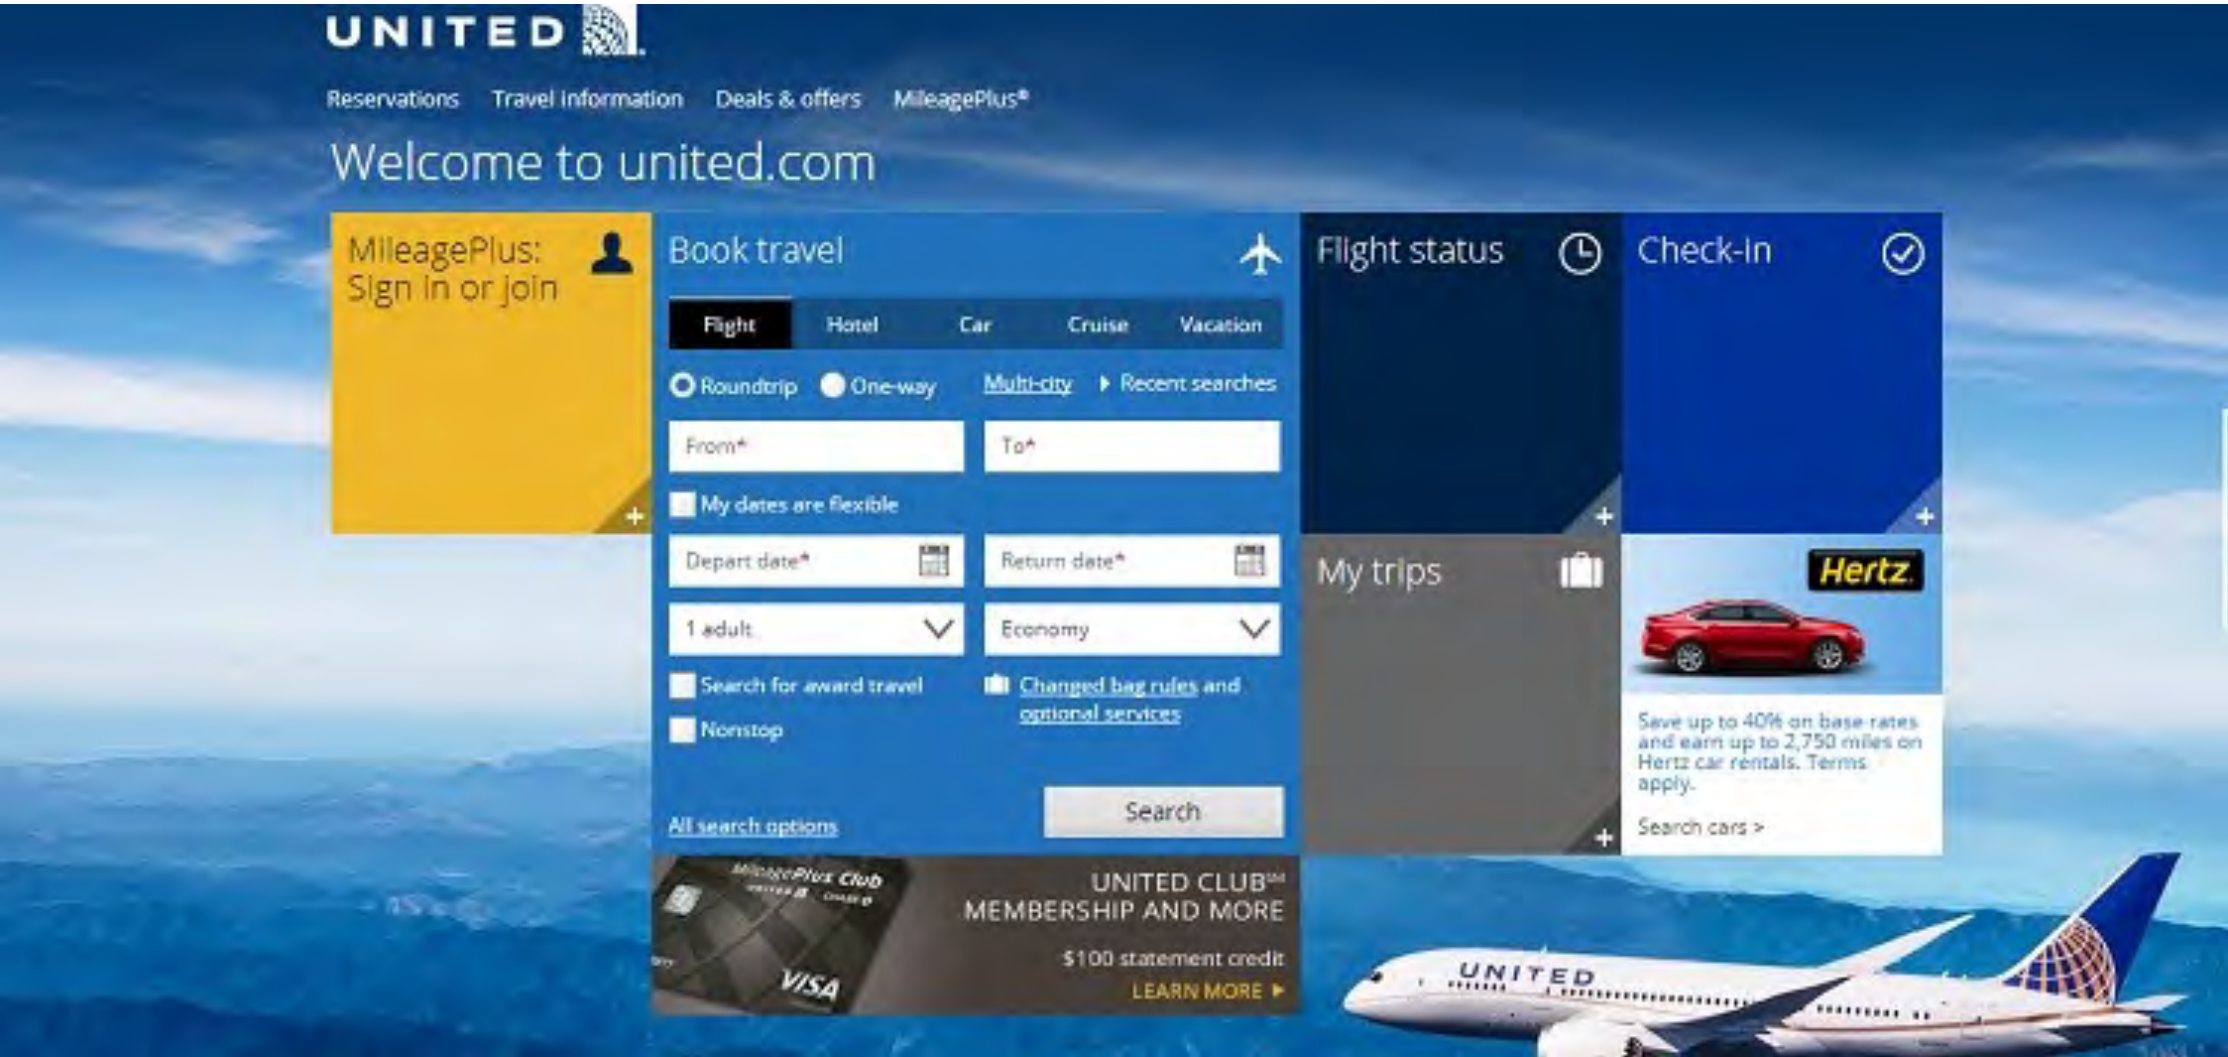 UNITED
Reservations Travel information Deals & offers MileagePlus®
Welcome to united.com
MileagePlus:
Sign in or join
Book travel
Flight Hotel Car Cruise Vacation
Roundtrip One-way Multi-city Recent searches
From* To*
My dates are flexible
Depart date* Return date*
1 adult Economy
Search for award travel
Changed bag rules and
optional services
Nonstop
All search options
Search
MileagePlus Club
UNITED
VISA
UNITED CLUB℠
MEMBERSHIP AND MORE
$100 statement credit
LEARN MORE
Flight status
Check-in
My trips
Hertz
Save up to 40% on base rates
and earn up to 2,750 miles on
Hertz car rentals. Terms
apply.
Search cars >
UNITED